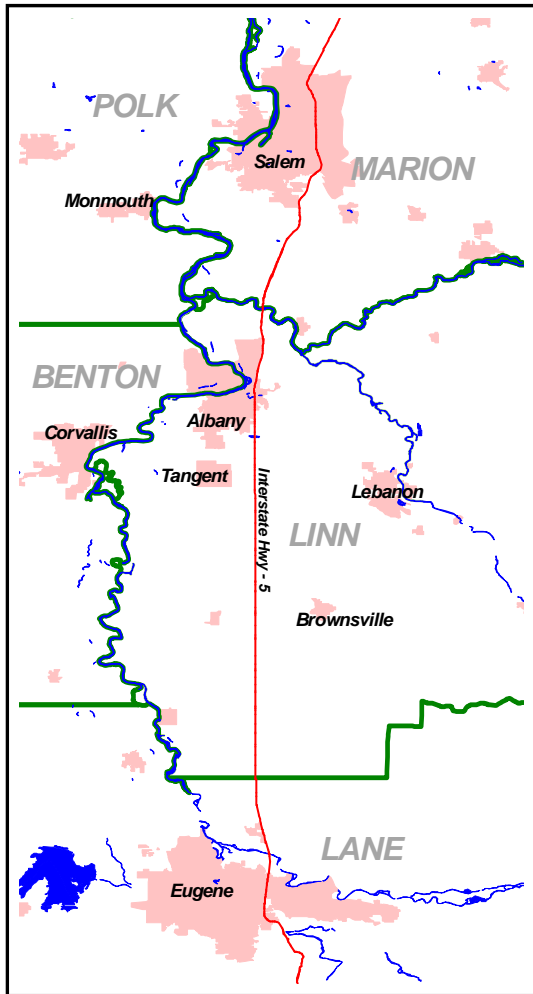 POLK
Salem
MARION
Monmouth
BENTON
Albany
Corvallis
Tangent
Interstate Hwy - 5
Lebanon
LINN
Brownsville
LANE
Eugene